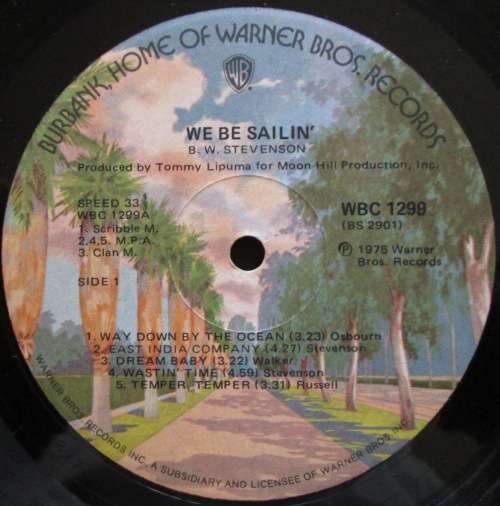 BURBANK, HOME OF WARNER BROS. RECORDS
WB
WE BE SAILIN'
B. W. STEVENSON
Produced by Tommy Lipuma for Moon Hill Production, Inc.
SPEED 33⅓
WBC 1299A
1. Scribble M.
2,4,5. M.P.A.
3. Clan M.
SIDE 1
WBC 1299
(BS 2901)
℗ 1975 Warner
Bros. Records
1. WAY DOWN BY THE OCEAN (3.23) Osbourn
2. EAST INDIA COMPANY (4.27) Stevenson
3. DREAM BABY (3.22) Walker
4. WASTIN' TIME (4.59) Stevenson
5. TEMPER, TEMPER (3.31) Russell
WARNER BROS. RECORDS INC., A SUBSIDIARY AND LICENSEE OF WARNER BROS. INC.